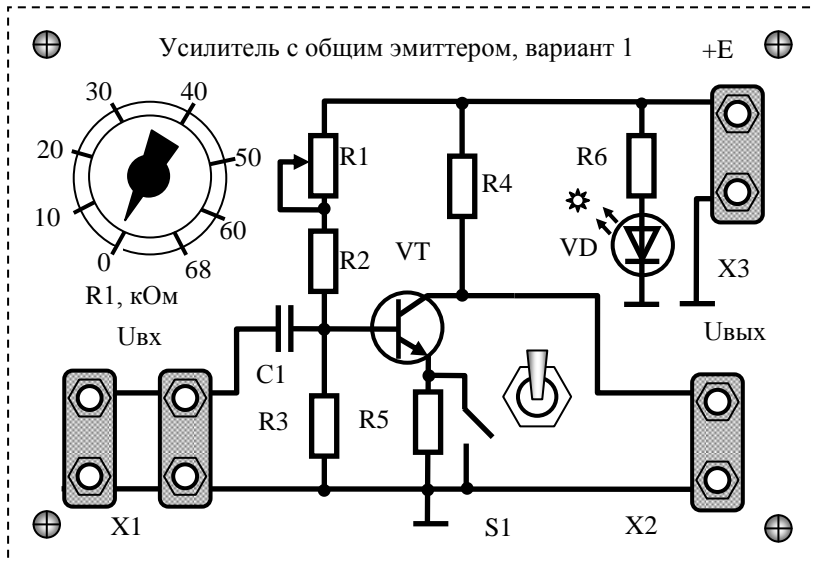 Усилитель с общим эмиттером, вариант 1
+E
30
40
20
50
10
60
0
68
R1, кОм
R1
R2
R4
R6
VT
VD
X3
Uвх
Uвых
C1
R3
R5
X1
S1
X2